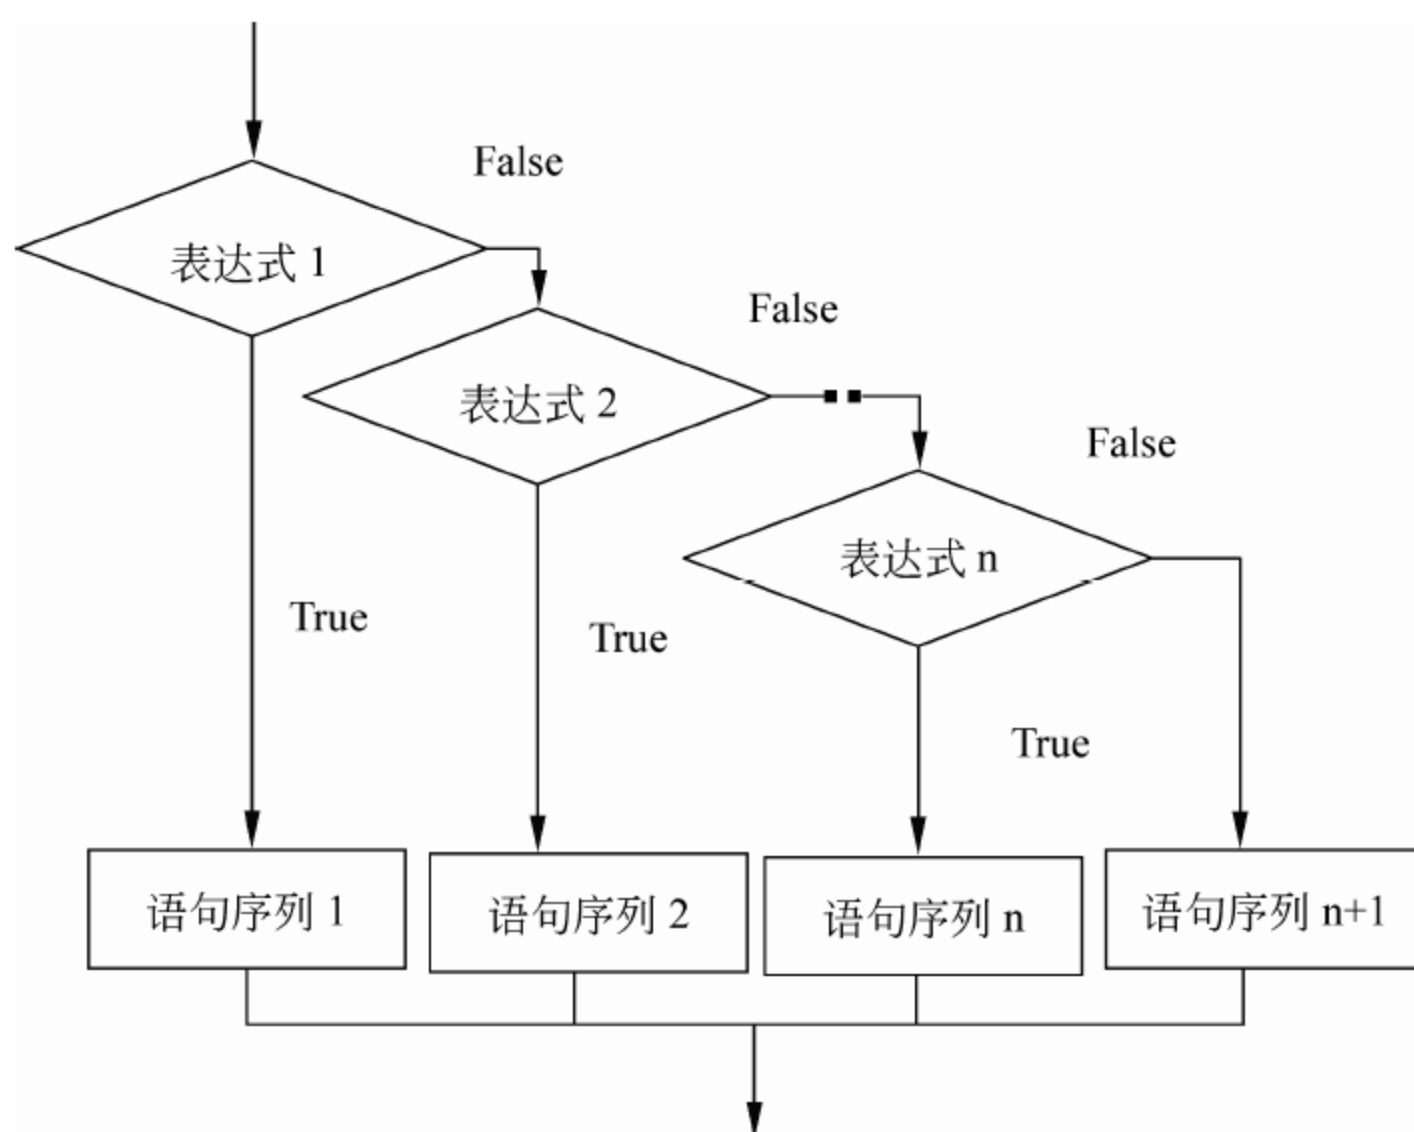 False
表达式 1
False
表达式 2
False
表达式 n
True
True
True
语句序列 1
语句序列 2
语句序列 n
语句序列 n+1